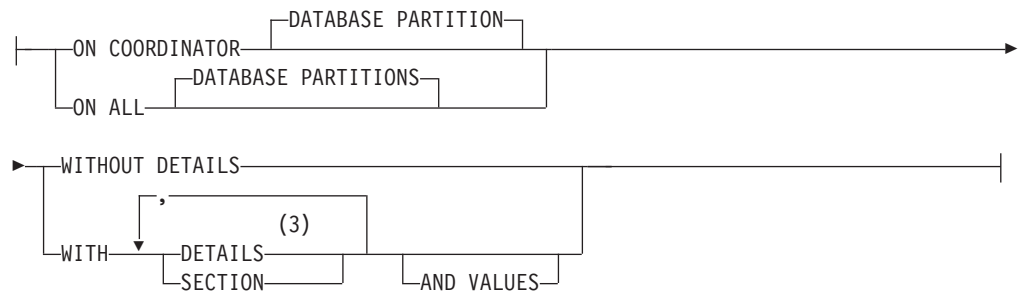 DATABASE PARTITION
ON COORDINATOR
DATABASE PARTITIONS
ON ALL
WITHOUT DETAILS
,
(3)
WITH DETAILS
SECTION AND VALUES